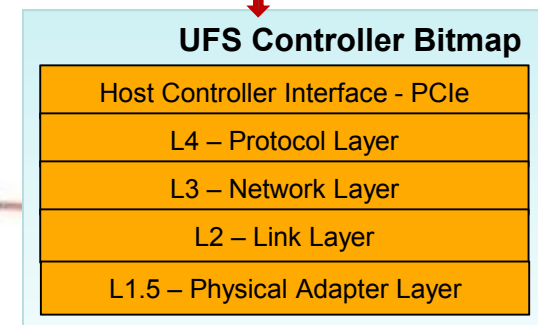 UFS Controller Bitmap
Host Controller Interface - PCIe
L4 – Protocol Layer
L3 – Network Layer
L2 – Link Layer
L1.5 – Physical Adapter Layer